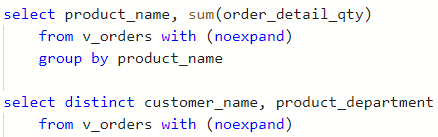 select product_name, sum(order_detail_qty)
    from v_orders with (noexpand)
    group by product_name
select distinct customer_name, product_department
    from v_orders with (noexpand)